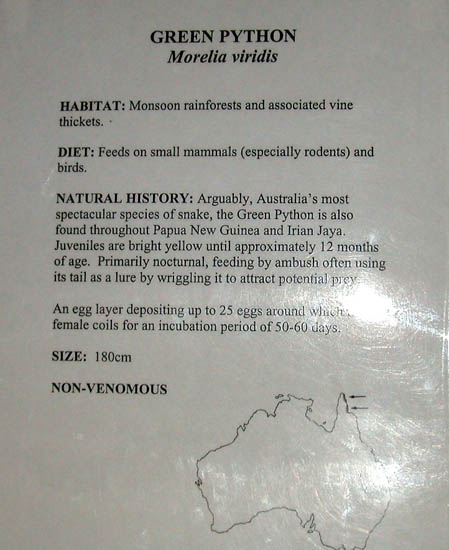 GREEN PYTHON
Morelia viridis
HABITAT: Monsoon rainforests and associated vine
thickets.
DIET: Feeds on small mammals (especially rodents) and
birds.
NATURAL HISTORY: Arguably, Australia's most
spectacular species of snake, the Green Python is also
found throughout Papua New Guinea and Irian Jaya.
Juveniles are bright yellow until approximately 12 months
of age. Primarily nocturnal, feeding by ambush often using
its tail as a lure by wriggling it to attract potential prey.
An egg layer depositing up to 25 eggs around which
female coils for an incubation period of 50-60 days.
SIZE: 180cm
NON-VENOMOUS